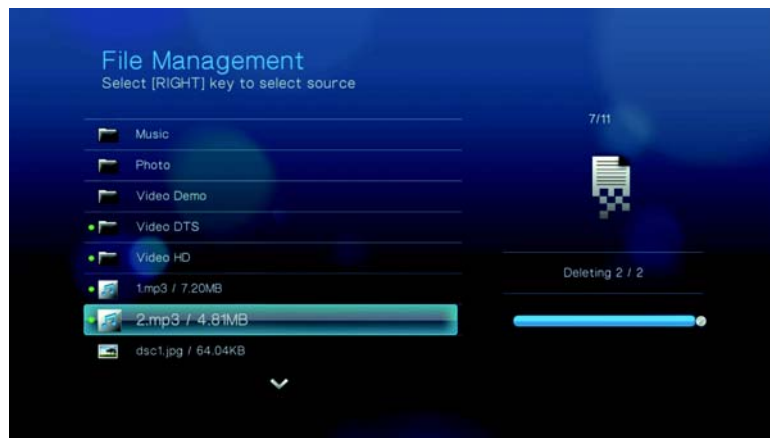 File Management
Select [RIGHT] key to select source
7/11
Music
Photo
Video Demo
Video DTS
Video HD
1.mp3 / 7.20MB
2.mp3 / 4.81MB
dsc1.jpg / 64.04KB
Deleting 2 / 2